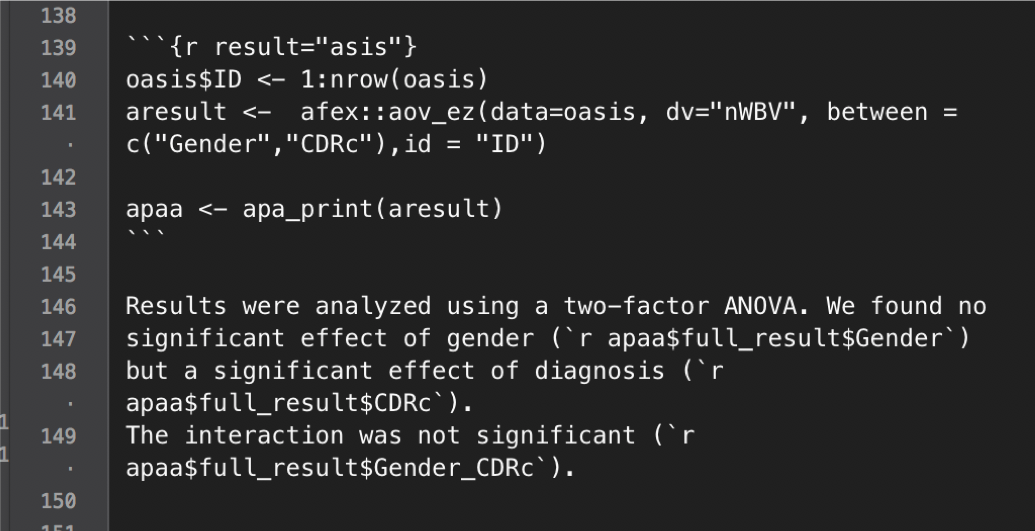 138
139 ```{r result="asis"}
140 oasis$ID <- 1:nrow(oasis)
141 aresult <-  afex::aov_ez(data=oasis, dv="nWBV", between =
· c("Gender","CDRc"),id = "ID")
142
143 apaa <- apa_print(aresult)
144 ```
145
146 Results were analyzed using a two-factor ANOVA. We found no
147 significant effect of gender (`r apaa$full_result$Gender`)
148 but a significant effect of diagnosis (`r
· apaa$full_result$CDRc`).
1
149 The interaction was not significant (`r
1
· apaa$full_result$Gender_CDRc`).
150
151